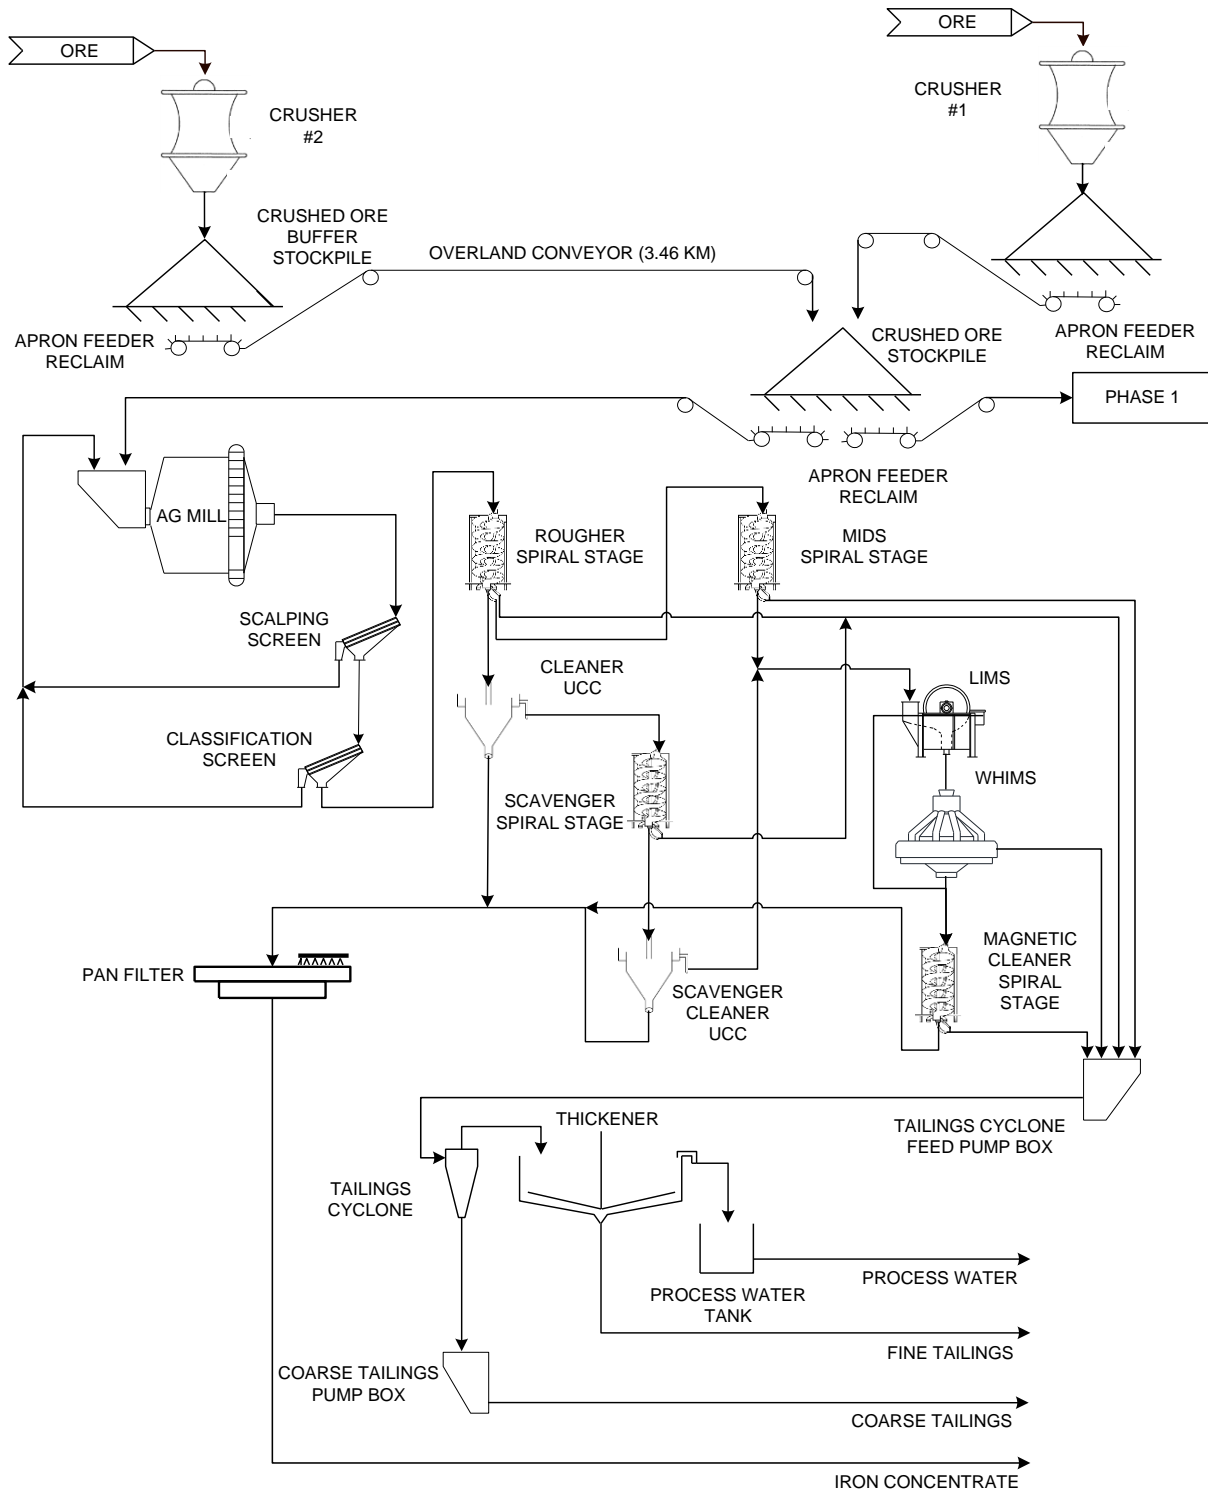 ORE
ORE
CRUSHER
#2
CRUSHER
#1
CRUSHED ORE
BUFFER
STOCKPILE
OVERLAND CONVEYOR (3.46 KM)
APRON FEEDER
RECLAIM
CRUSHED ORE
STOCKPILE
APRON FEEDER
RECLAIM
PHASE 1
APRON FEEDER
RECLAIM
AG MILL
ROUGHER
SPIRAL STAGE
MIDS
SPIRAL STAGE
SCALPING
SCREEN
CLEANER
UCC
LIMS
CLASSIFICATION
SCREEN
WHIMS
SCAVENGER
SPIRAL STAGE
PAN FILTER
MAGNETIC
CLEANER
SPIRAL
STAGE
SCAVENGER
CLEANER
UCC
THICKENER
TAILINGS CYCLONE
FEED PUMP BOX
TAILINGS
CYCLONE
PROCESS WATER
TANK
PROCESS WATER
FINE TAILINGS
COARSE TAILINGS
PUMP BOX
COARSE TAILINGS
IRON CONCENTRATE